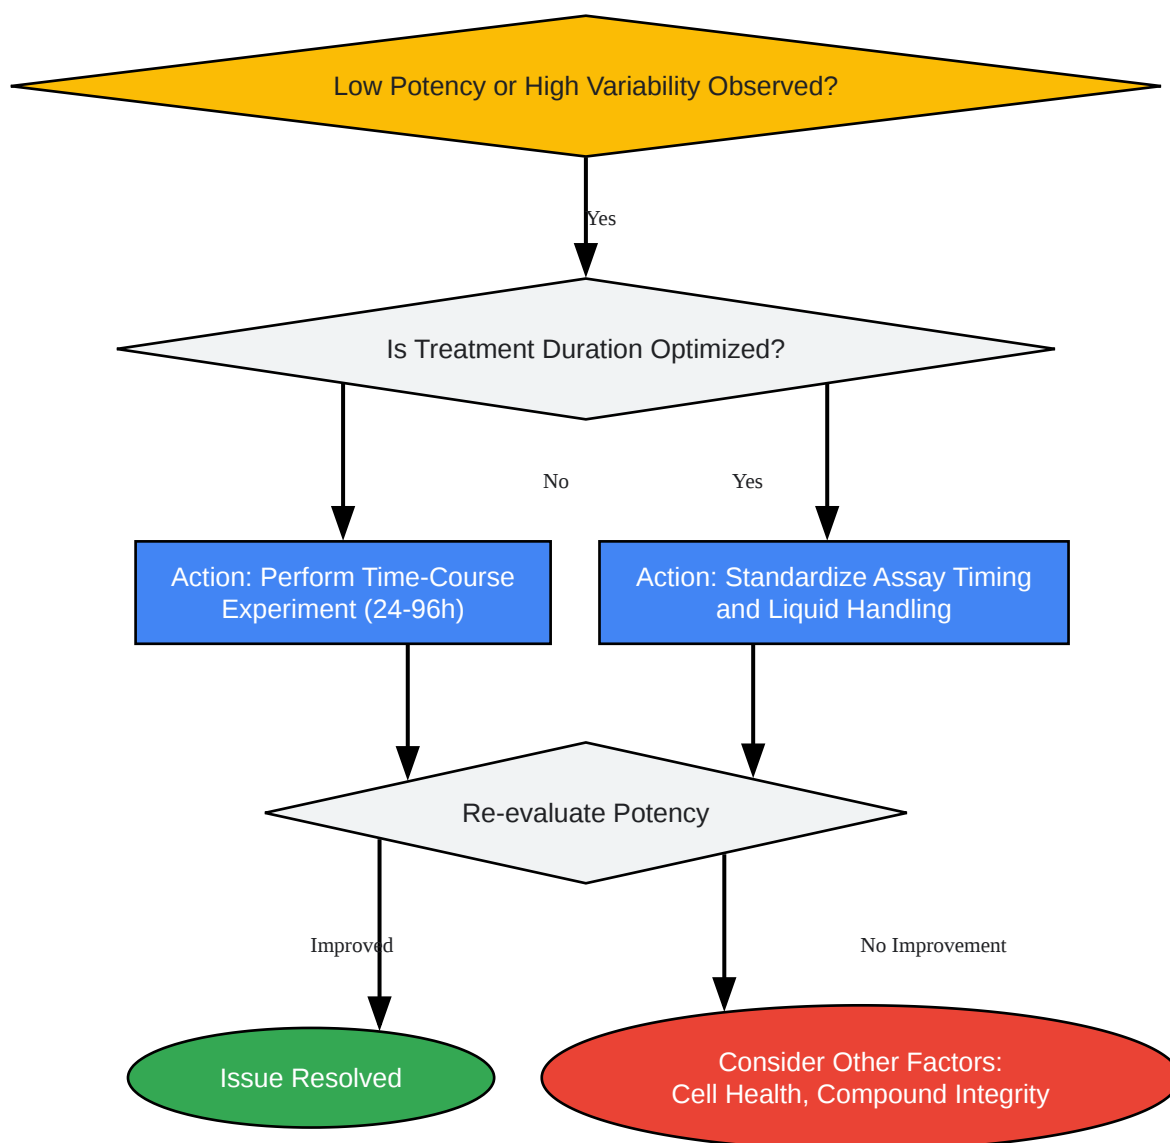 Low Potency or High Variability Observed?
Yes
Is Treatment Duration Optimized?
No
Yes
Action: Perform Time-Course
Experiment (24-96h)
Action: Standardize Assay Timing
and Liquid Handling
Re-evaluate Potency
Improved
No Improvement
Issue Resolved
Consider Other Factors:
Cell Health, Compound Integrity